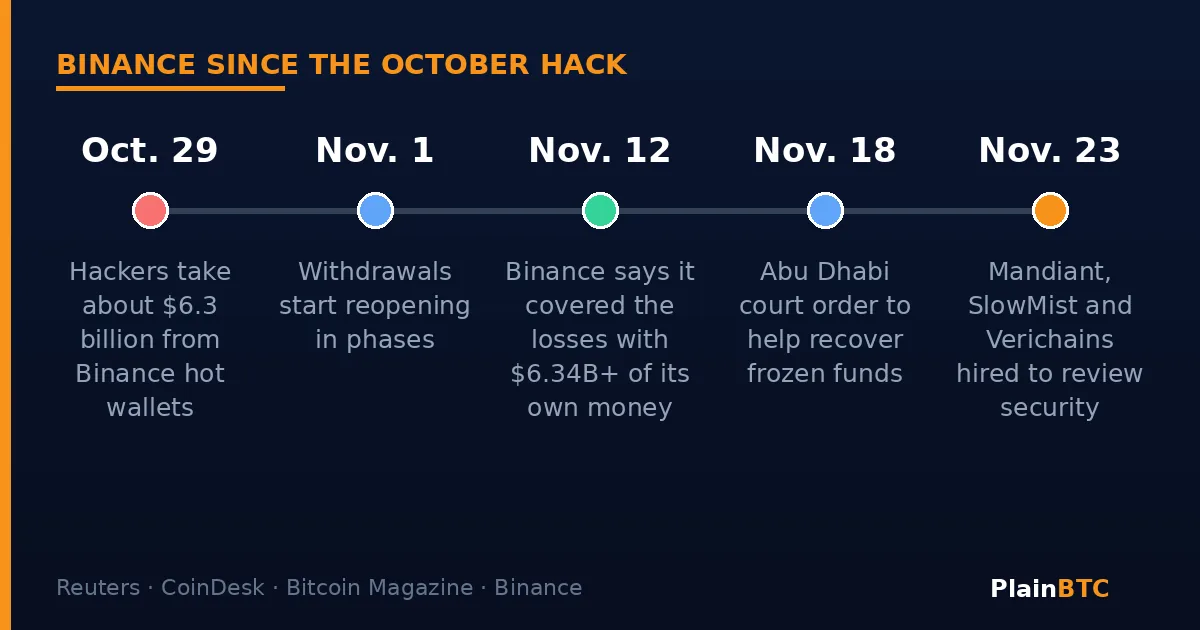 BINANCE SINCE THE OCTOBER HACK
Oct. 29
Hackers take
about $6.3
billion from
Binance hot
wallets
Nov. 1
Withdrawals
start reopening
in phases
Nov. 12
Binance says it
covered the
losses with
$6.34B+ of its
own money
Nov. 18
Abu Dhabi
court order to
help recover
frozen funds
Nov. 23
Mandiant,
SlowMist and
Verichains
hired to review
security
Reuters · CoinDesk · Bitcoin Magazine · Binance
PlainBTC